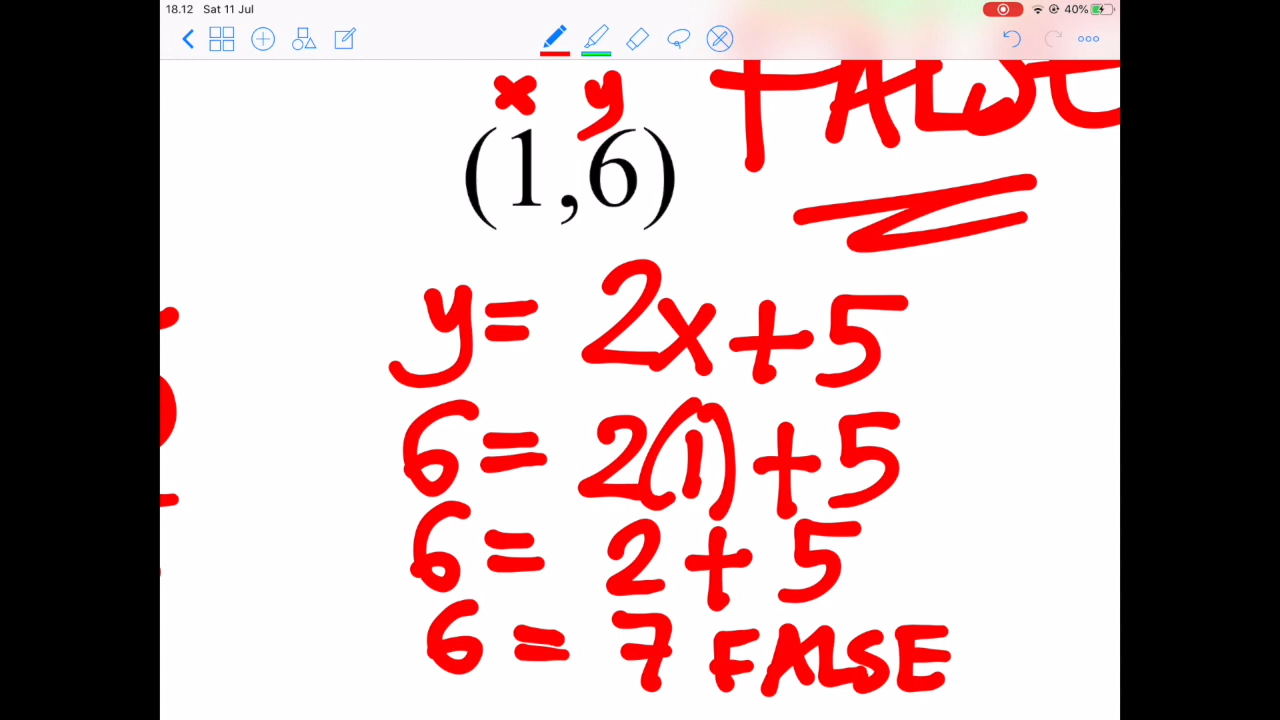 18.12 Sat 11 Jul 40%
x y FALSE
(1,6)
y= 2x+5
6= 2(1)+5
6= 2+5
6=7 FALSE